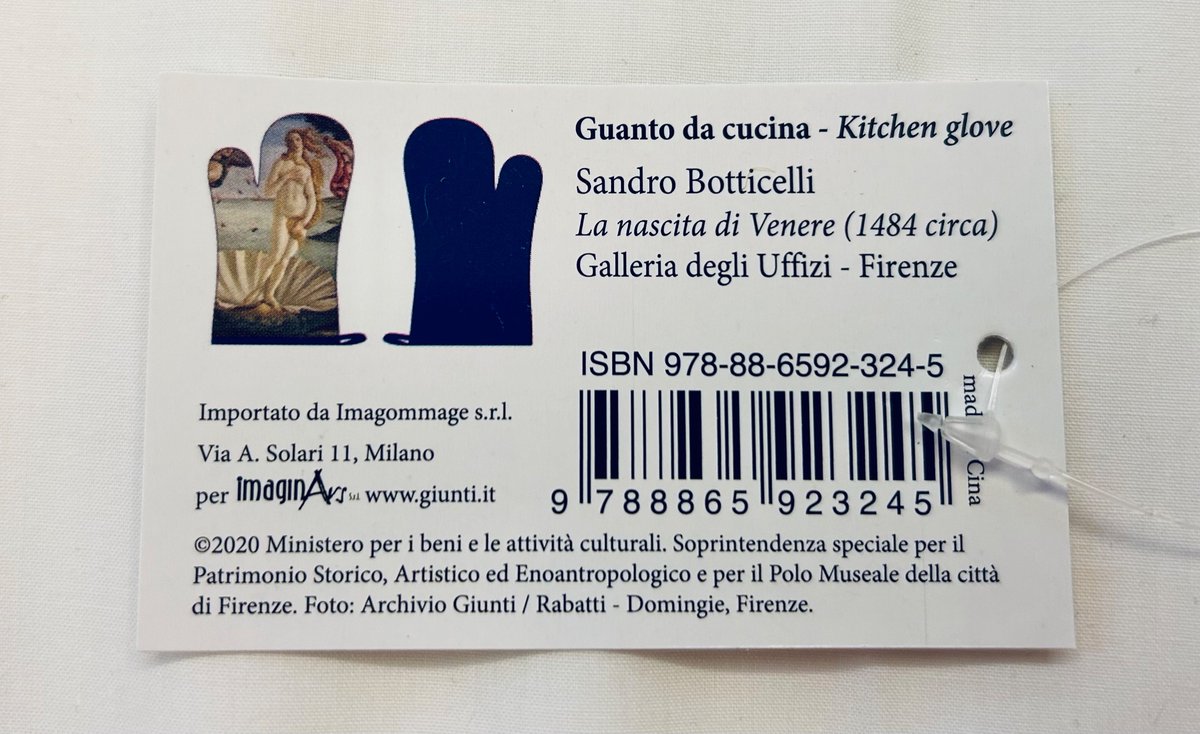 Guanto da cucina - Kitchen glove
Sandro Botticelli
La nascita di Venere (1484 circa)
Galleria degli Uffizi - Firenze
ISBN 978-88-6592-324-5
9 788865 923245
mad Cina
Importato da Imagommage s.r.l.
Via A. Solari 11, Milano
per imaginArs s.r.l. www.giunti.it
©2020 Ministero per i beni e le attività culturali. Soprintendenza speciale per il
Patrimonio Storico, Artistico ed Enoantropologico e per il Polo Museale della città
di Firenze. Foto: Archivio Giunti / Rabatti - Domingie, Firenze.